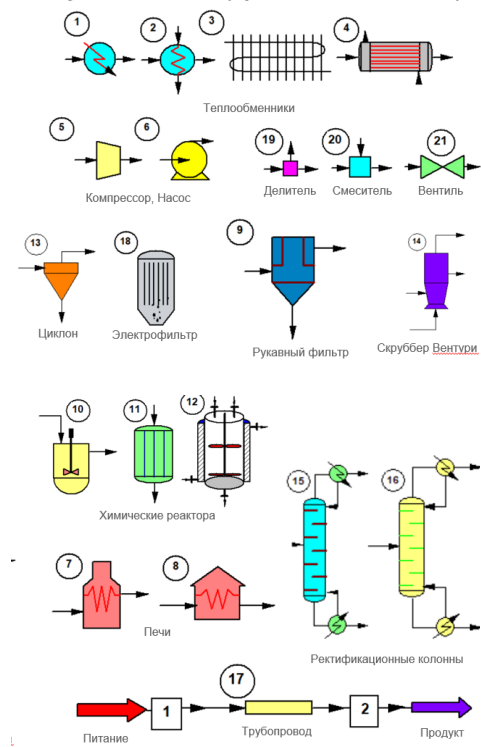 1 2 3 4
Теплообменники
5 6 19 20 21
Компрессор, Насос Делитель Смеситель Вентиль
13 18 9 14
Циклон Электрофильтр Рукавный фильтр Скруббер Вентури
10 11 12
Химические реактора
15 16
7 8
Печи
Ректификационные колонны
17
1 2
Питание Трубопровод Продукт